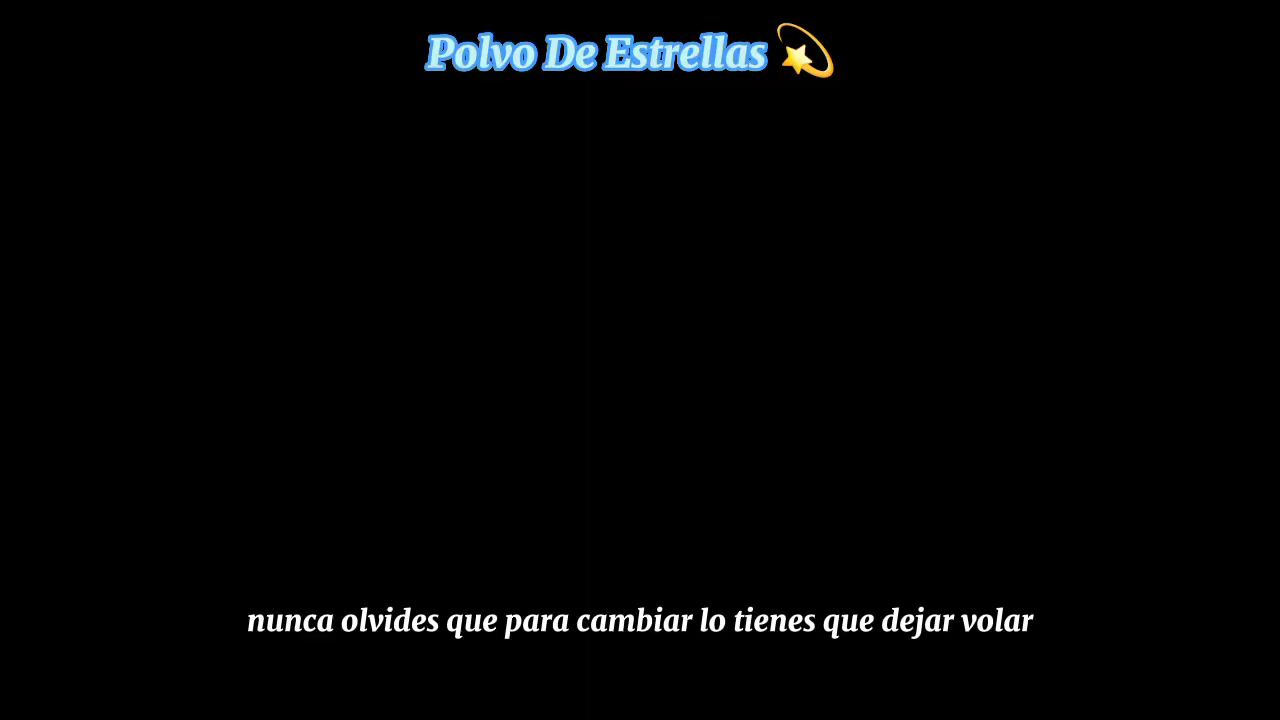 Polvo De Estrellas 💫
nunca olvides que para cambiar lo tienes que dejar volar